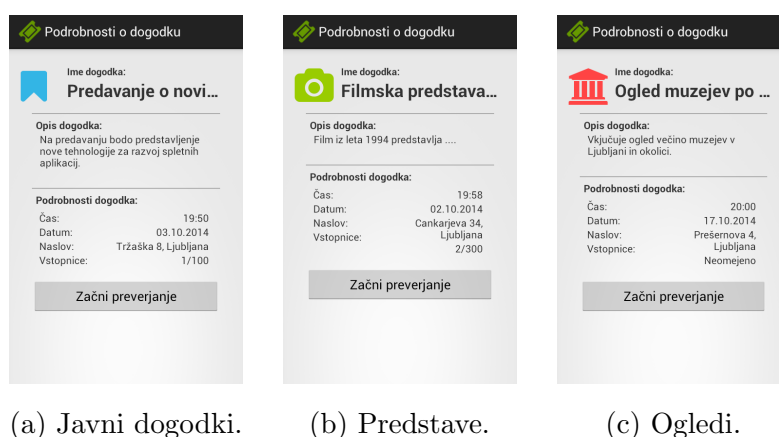 Podrobnosti o dogodku
Ime dogodka:
Predavanje o novi...
Opis dogodka:
Na predavanju bodo predstavljenje
nove tehnologije za razvoj spletnih
aplikacij.
Podrobnosti dogodka:
Čas: 19:50
Datum: 03.10.2014
Naslov: Tržaška 8, Ljubljana
Vstopnice: 1/100
Začni preverjanje
(a) Javni dogodki.
Podrobnosti o dogodku
Ime dogodka:
Filmska predstava...
Opis dogodka:
Film iz leta 1994 predstavlja ....
Podrobnosti dogodka:
Čas: 19:58
Datum: 02.10.2014
Naslov: Cankarjeva 34,
Vstopnice: Ljubljana
2/300
Začni preverjanje
(b) Predstave.
Podrobnosti o dogodku
Ime dogodka:
Ogled muzejev po ...
Opis dogodka:
Vkjučuje ogled večino muzejev v
Ljubljani in okolici.
Podrobnosti dogodka:
Čas: 20:00
Datum: 17.10.2014
Naslov: Prešernova 4,
Vstopnice: Ljubljana
Neomejeno
Začni preverjanje
(c) Ogledi.